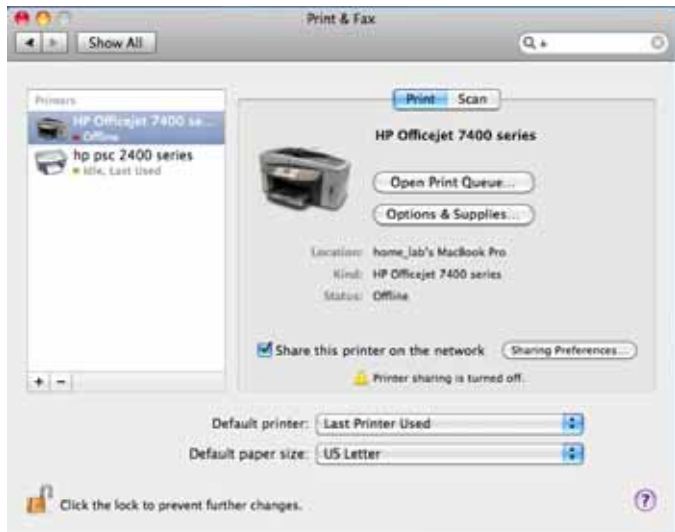 Print & Fax
Show All
Printers
HP Officejet 7400 se...
Offline
hp psc 2400 series
Idle, Last Used
Print Scan
HP Officejet 7400 series
Open Print Queue...
Options & Supplies...
Location: home_lab's MacBook Pro
Kind: HP Officejet 7400 series
Status: Offline
Share this printer on the network Sharing Preferences...
Printer sharing is turned off.
+ -
Default printer: Last Printer Used
Default paper size: US Letter
Click the lock to prevent further changes.
?